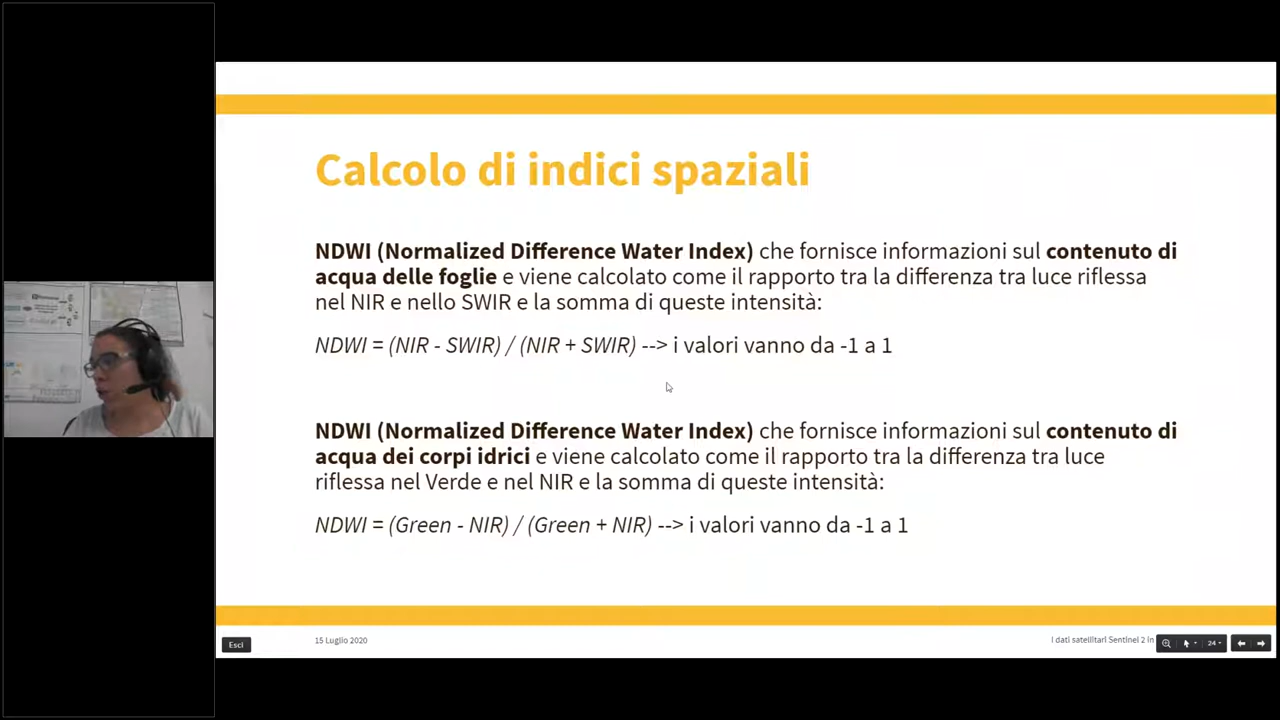 Calcolo di indici spaziali
NDWI (Normalized Difference Water Index) che fornisce informazioni sul contenuto di
acqua delle foglie e viene calcolato come il rapporto tra la differenza tra luce riflessa
nel NIR e nello SWIR e la somma di queste intensità:
NDWI = (NIR - SWIR) / (NIR + SWIR) --> i valori vanno da -1 a 1
NDWI (Normalized Difference Water Index) che fornisce informazioni sul contenuto di
acqua dei corpi idrici e viene calcolato come il rapporto tra la differenza tra luce
riflessa nel Verde e nel NIR e la somma di queste intensità:
NDWI = (Green - NIR) / (Green + NIR) --> i valori vanno da -1 a 1
Esci
15 Luglio 2020
I dati satellitari Sentinel 2 in
24